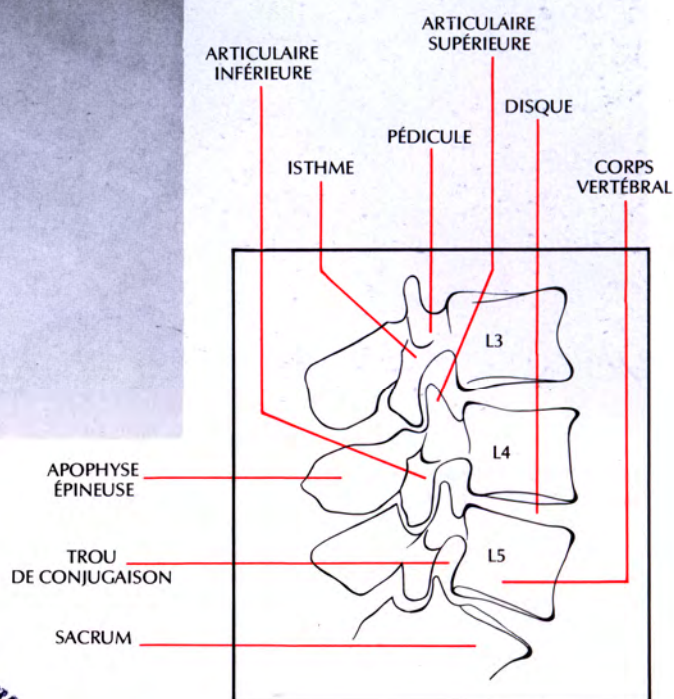 ARTICULAIRE
SUPÉRIEURE
ARTICULAIRE
INFÉRIEURE
DISQUE
PÉDICULE
ISTHME
CORPS
VERTÉBRAL
L3
L4
APOPHYSE
ÉPINEUSE
L5
TROU
DE CONJUGAISON
SACRUM